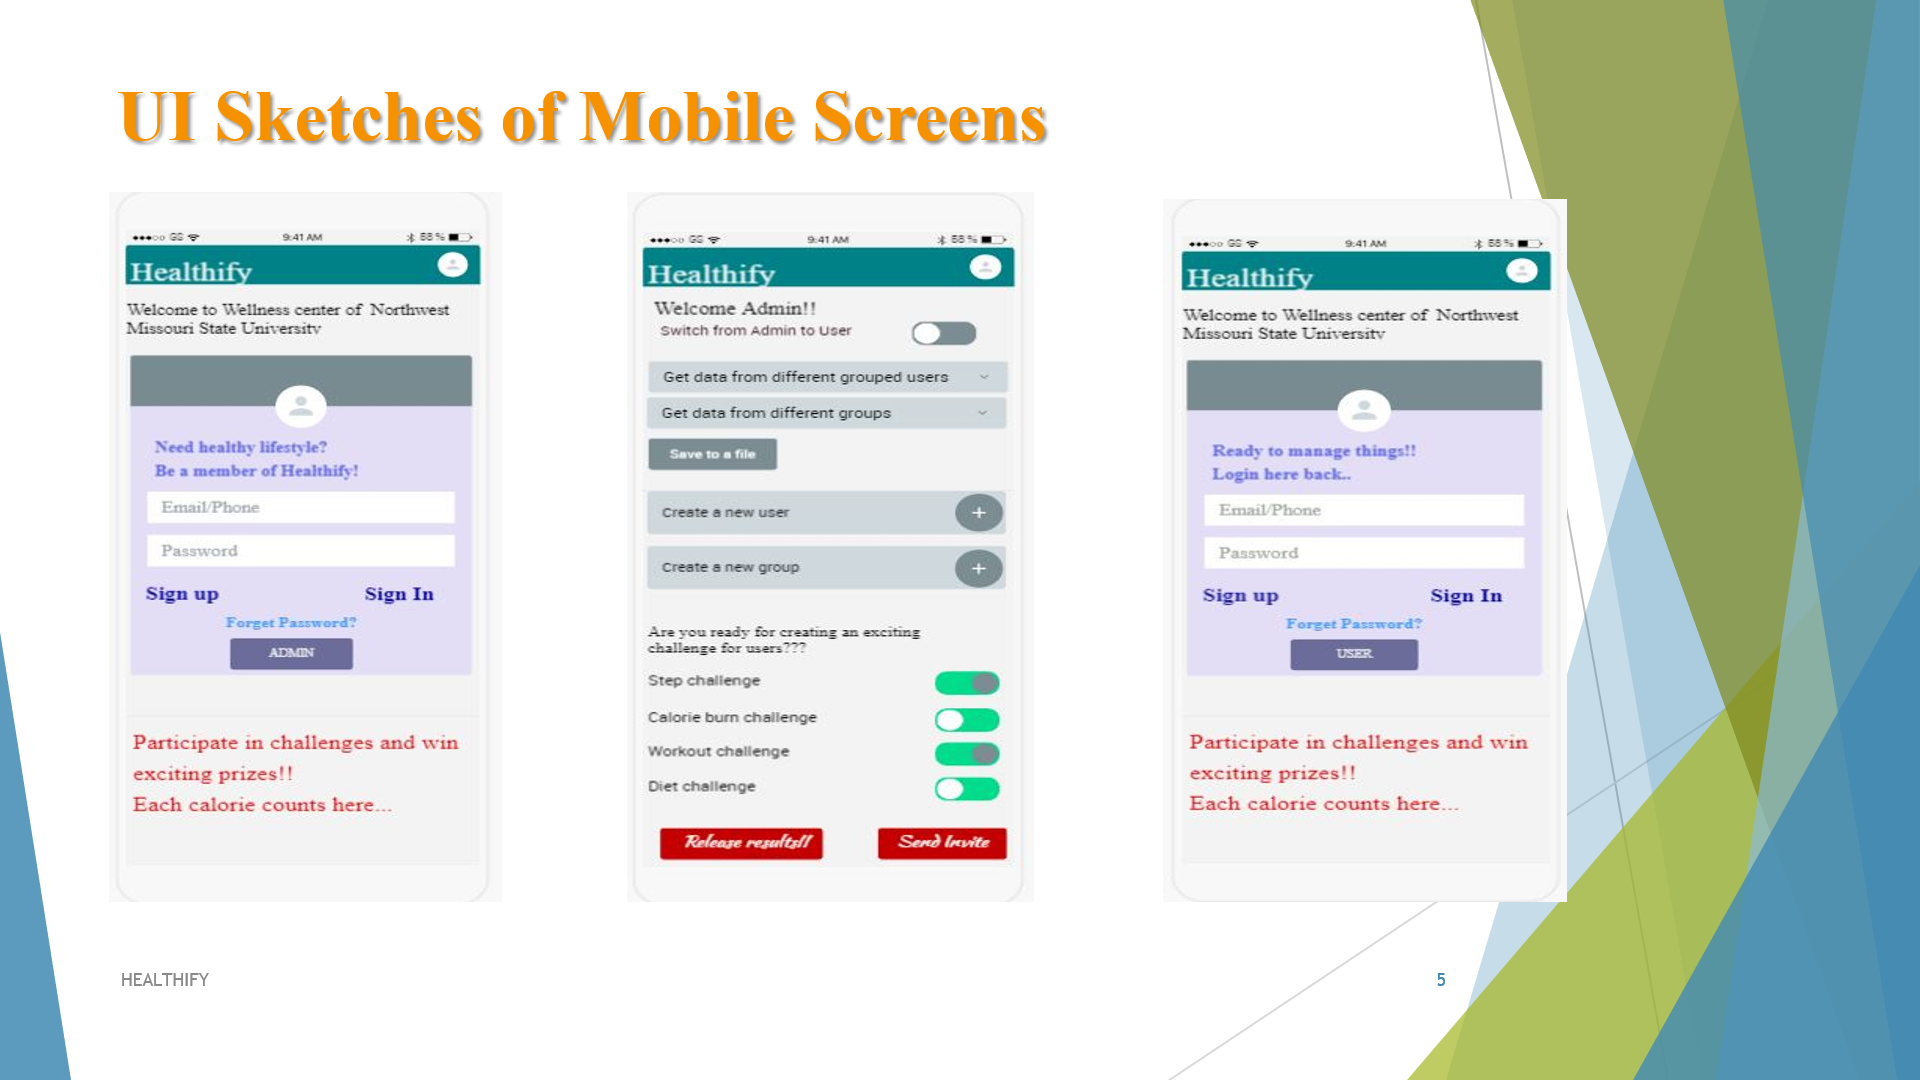 UI Sketches of Mobile Screens
GG 9:41 AM 58 %
Healthify
Welcome to Wellness center of Northwest
Missouri State University
Need healthy lifestyle?
Be a member of Healthify!
Email/Phone
Password
Sign up Sign In
Forget Password?
ADMIN
Participate in challenges and win
exciting prizes!!
Each calorie counts here...
GG 9:41 AM 58 %
Healthify
Welcome Admin!!
Switch from Admin to User
Get data from different grouped users
Get data from different groups
Save to a file
Create a new user +
Create a new group +
Are you ready for creating an exciting
challenge for users???
Step challenge
Calorie burn challenge
Workout challenge
Diet challenge
Release results!! Send Invite
GG 9:41 AM 58 %
Healthify
Welcome to Wellness center of Northwest
Missouri State University
Ready to manage things!!
Login here back..
Email/Phone
Password
Sign up Sign In
Forget Password?
USER
Participate in challenges and win
exciting prizes!!
Each calorie counts here...
HEALTHIFY 5